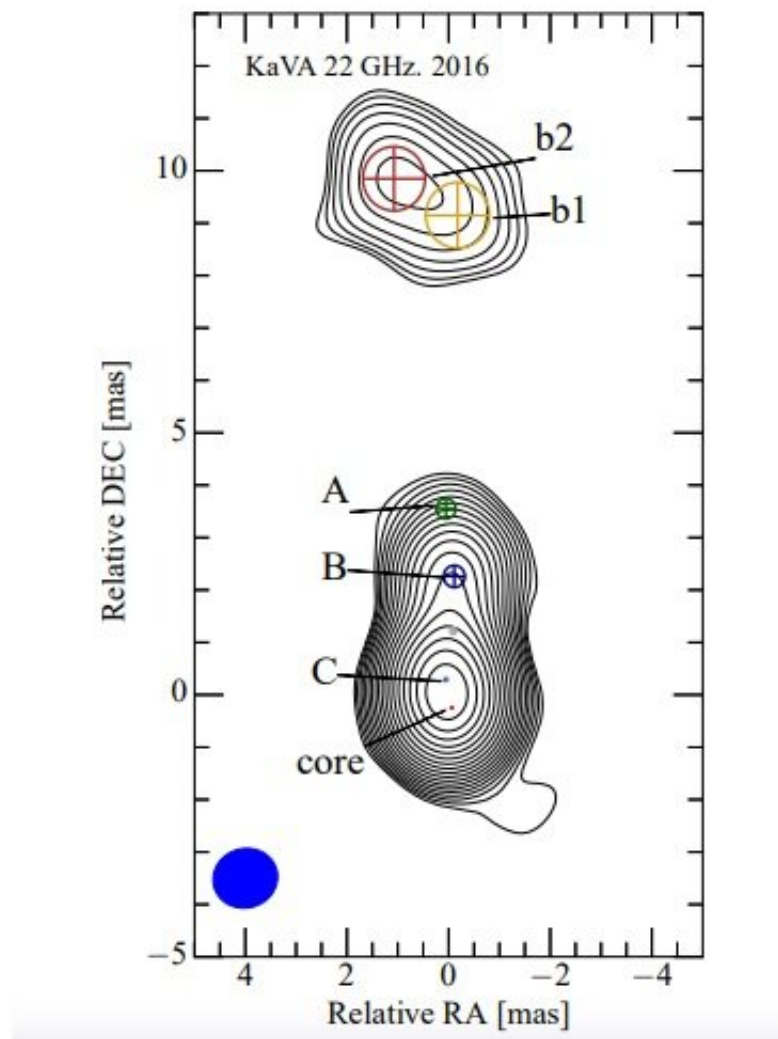 KaVA 22 GHz. 2016
b2
b1
10
Relative DEC [mas]
5
A
B
C
0
core
−5
4 2 0 −2 −4
Relative RA [mas]